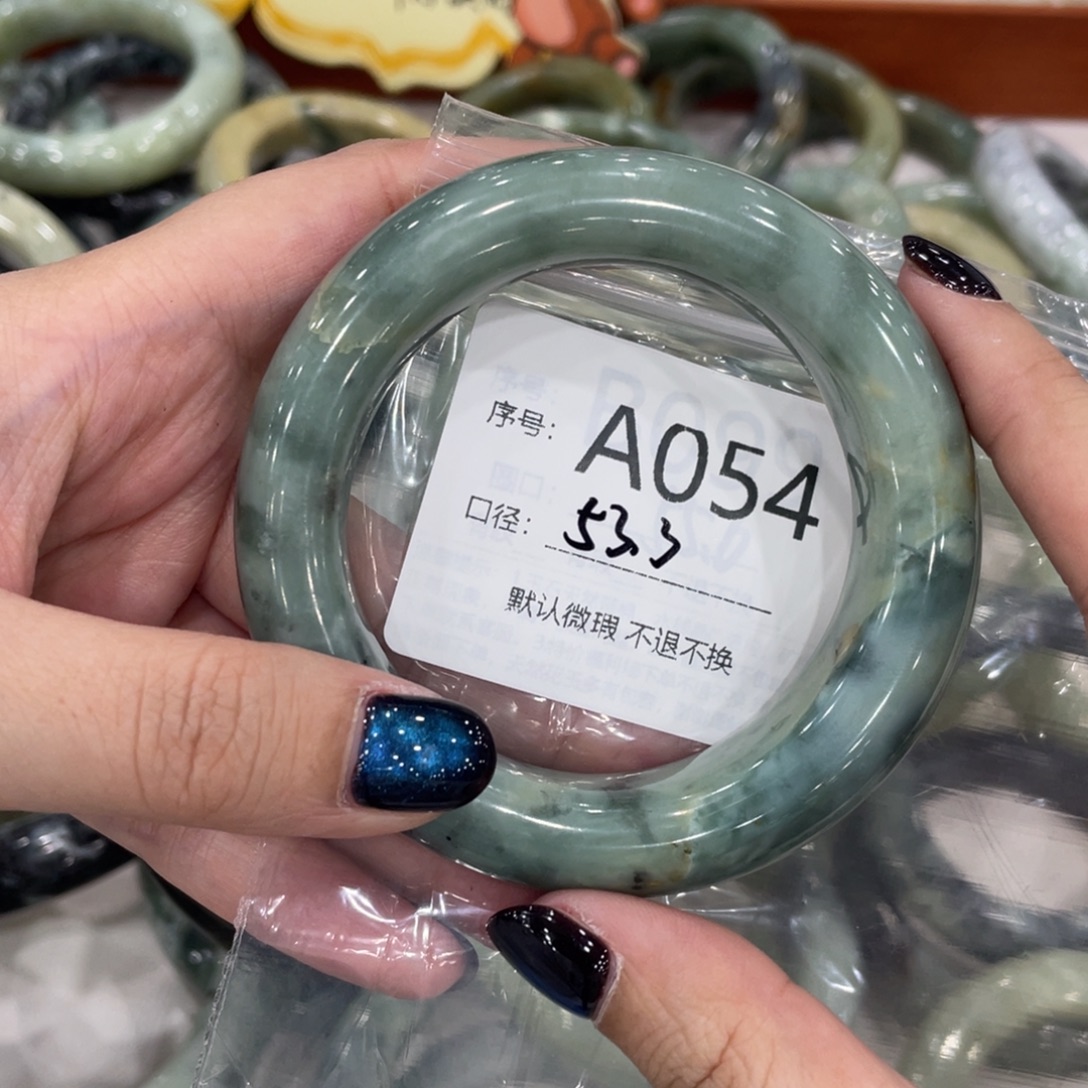 序号： A054
口径： 53.3
默认微瑕 不退不换